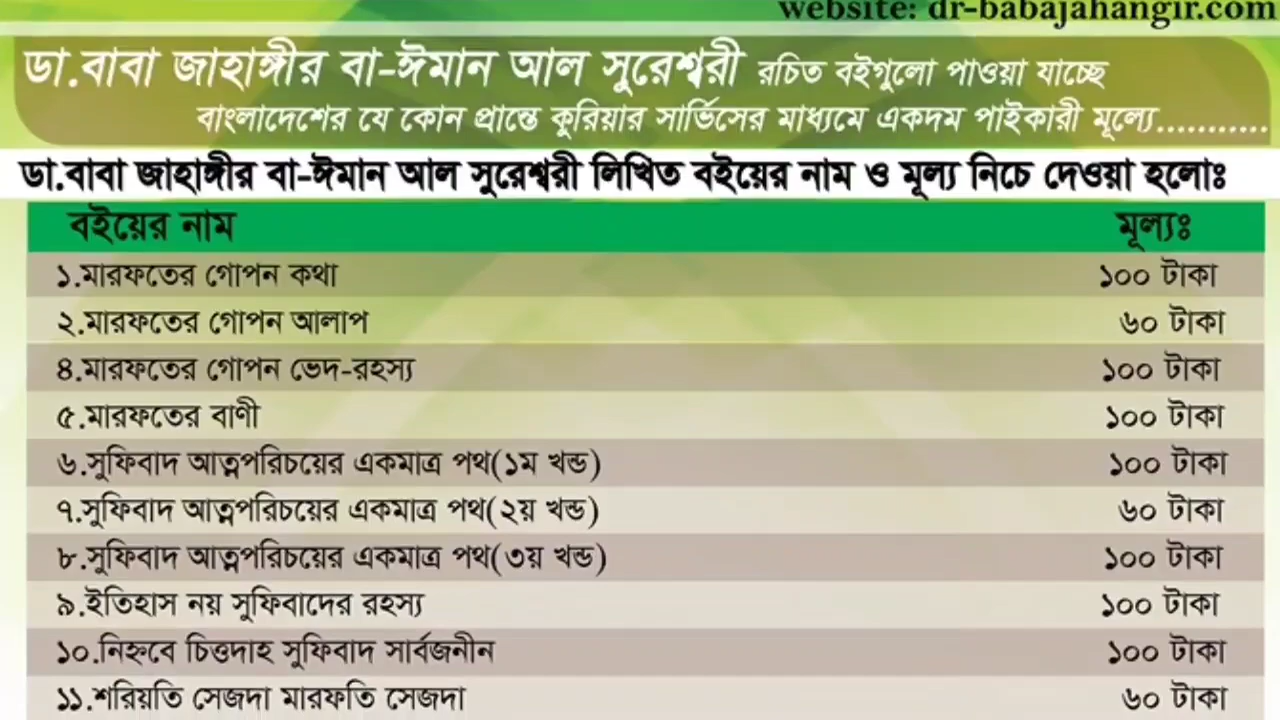 website: dr-babajahangir.com
ডা.বাবা জাহাঙ্গীর বা-ঈমান আল সুরেশ্বরী রচিত বইগুলো পাওয়া যাচ্ছে
বাংলাদেশের যে কোন প্রান্তে কুরিয়ার সার্ভিসের মাধ্যমে একদম পাইকারী মূল্যে...........
ডা.বাবা জাহাঙ্গীর বা-ঈমান আল সুরেশ্বরী লিখিত বইয়ের নাম ও মূল্য নিচে দেওয়া হলোঃ
বইয়ের নাম মূল্যঃ
১.মারফতের গোপন কথা ১০০ টাকা
২.মারফতের গোপন আলাপ ৬০ টাকা
৪.মারফতের গোপন ভেদ-রহস্য ১০০ টাকা
৫.মারফতের বাণী ১০০ টাকা
৬.সুফিবাদ আত্নপরিচয়ের একমাত্র পথ(১ম খন্ড) ১০০ টাকা
৭.সুফিবাদ আত্নপরিচয়ের একমাত্র পথ(২য় খন্ড) ৬০ টাকা
৮.সুফিবাদ আত্নপরিচয়ের একমাত্র পথ(৩য় খন্ড) ১০০ টাকা
৯.ইতিহাস নয় সুফিবাদের রহস্য ১০০ টাকা
১০.নিহ্নবে চিত্তদাহ সুফিবাদ সার্বজনীন ১০০ টাকা
১১.শরিয়তি সেজদা মারফতি সেজদা ৬০ টাকা